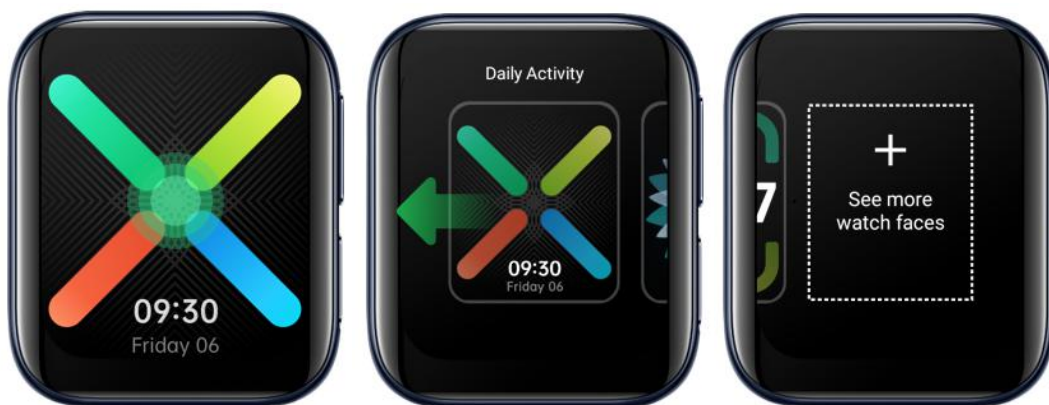 09:30
Friday 06
Daily Activity
09:30
Friday 06
7
+
See more
watch faces